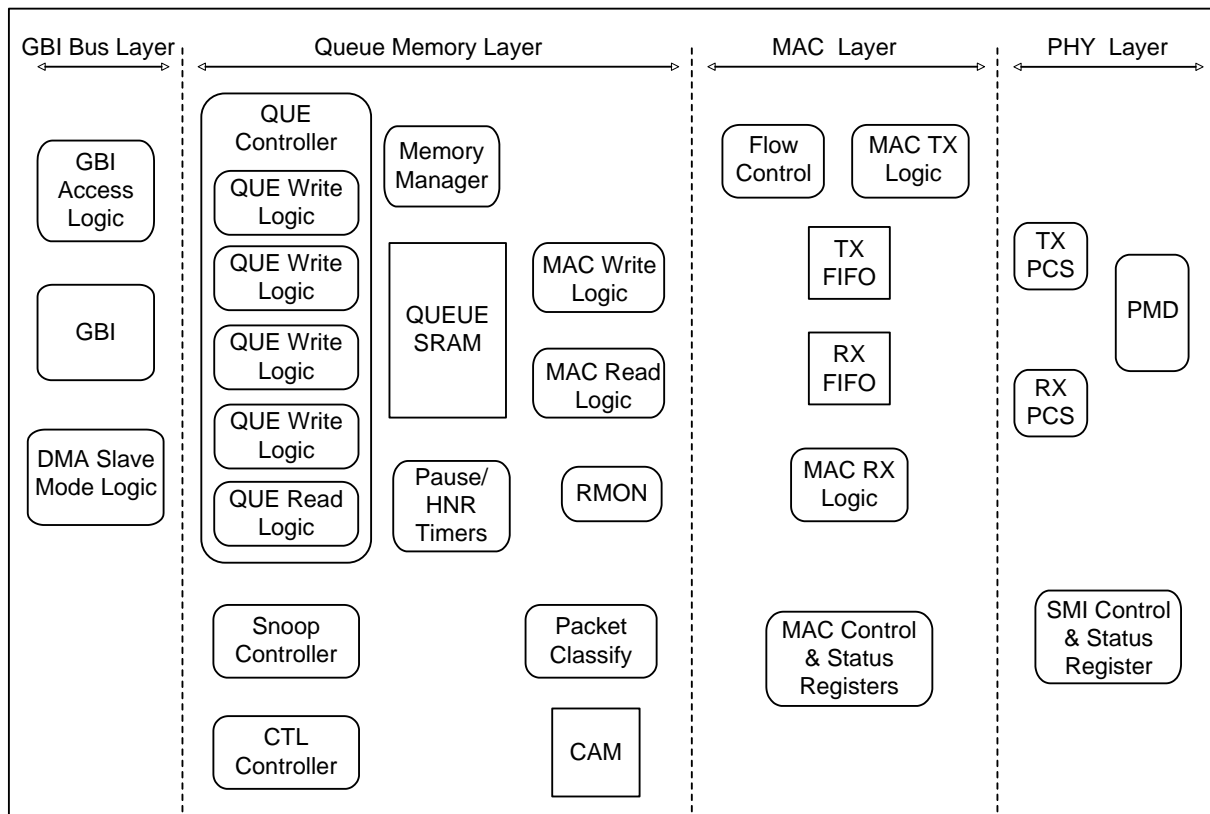 GBI Bus Layer
Queue Memory Layer
MAC Layer
PHY Layer
GBI
Access
Logic
GBI
DMA Slave
Mode Logic
QUE
Controller
QUE Write
Logic
QUE Write
Logic
QUE Write
Logic
QUE Write
Logic
QUE Read
Logic
Snoop
Controller
CTL
Controller
Memory
Manager
QUEUE
SRAM
Pause/
HNR
Timers
MAC Write
Logic
MAC Read
Logic
RMON
Packet
Classify
CAM
Flow
Control
MAC TX
Logic
TX
FIFO
RX
FIFO
MAC RX
Logic
MAC Control
& Status
Registers
TX
PCS
PMD
RX
PCS
SMI Control
& Status
Register